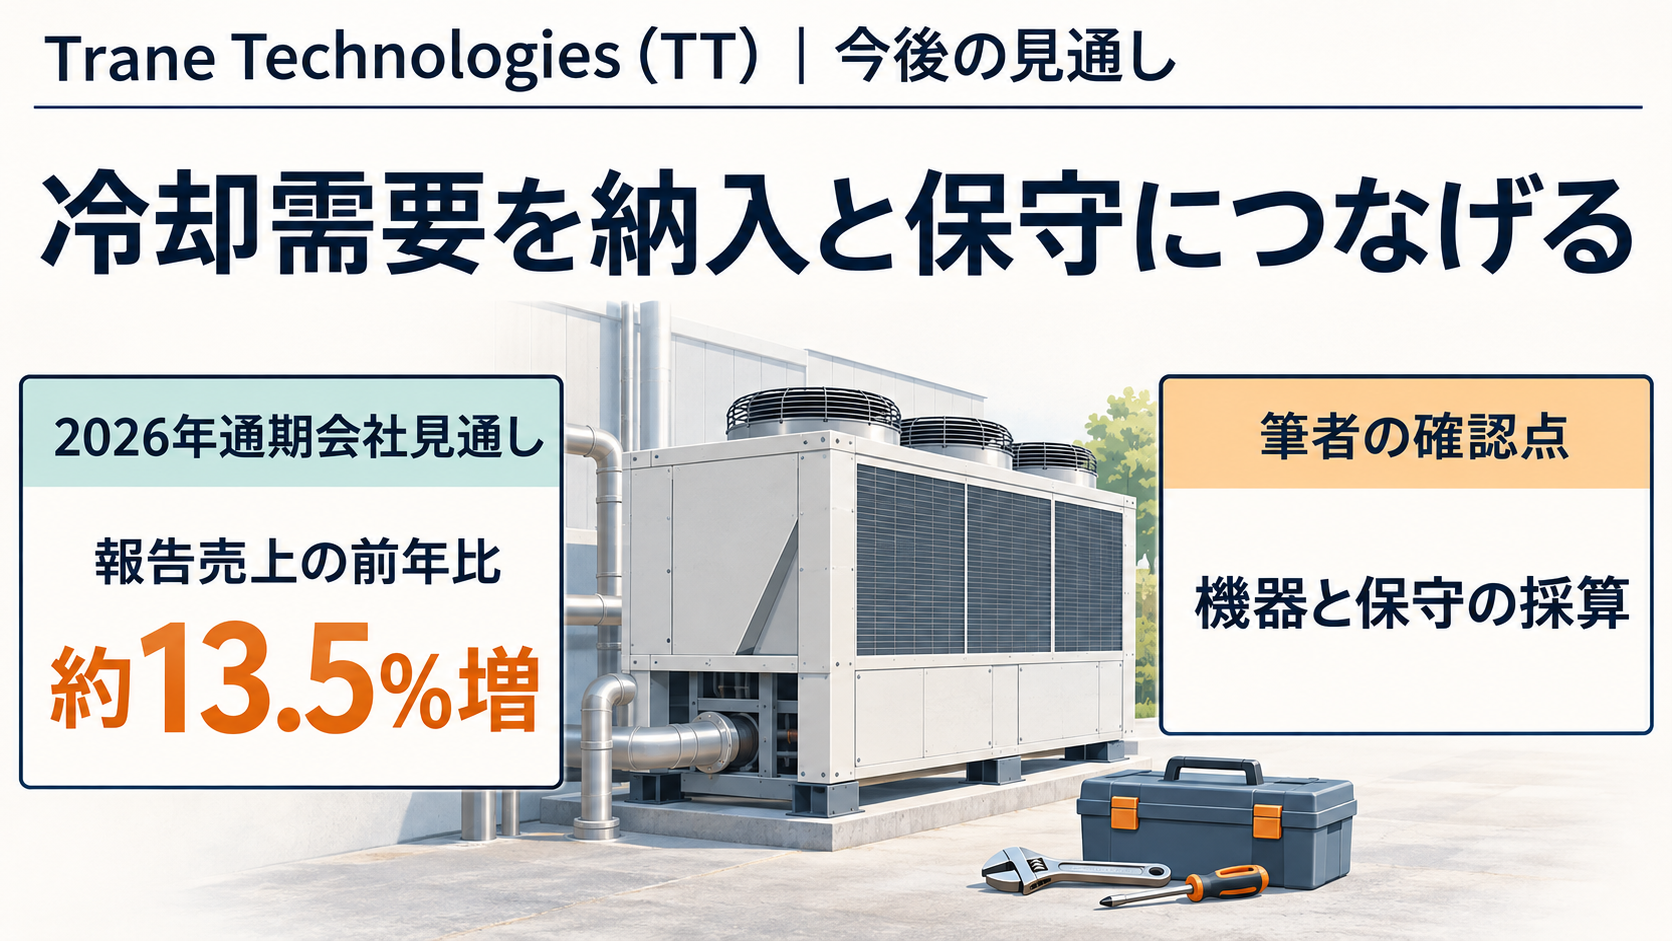 Trane Technologies（TT）｜今後の見通し
冷却需要を納入と保守につなげる
2026年通期会社見通し
報告売上の前年比
約13.5%増
筆者の確認点
機器と保守の採算